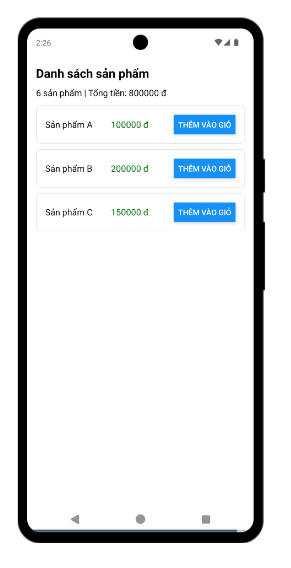 2:26
Danh sách sản phẩm
6 sản phẩm | Tổng tiền: 800000 đ
Sản phẩm A 100000 đ THÊM VÀO GIỎ
Sản phẩm B 200000 đ THÊM VÀO GIỎ
Sản phẩm C 150000 đ THÊM VÀO GIỎ